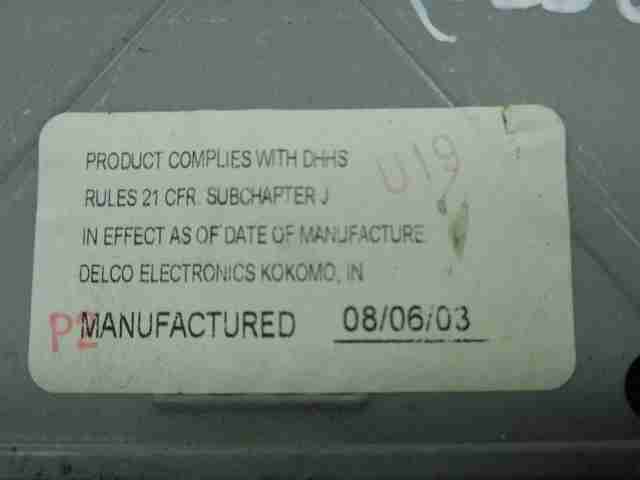 PRODUCT COMPLIES WITH DHHS
RULES 21 CFR. SUBCHAPTER J
IN EFFECT AS OF DATE OF MANUFACTURE
DELCO ELECTRONICS KOKOMO, IN
MANUFACTURED 08/06/03
U19
P2